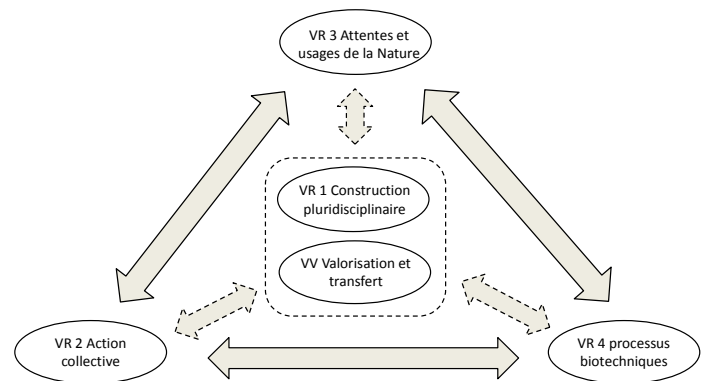 VR 3 Attentes et
usages de la Nature
VR 1 Construction
pluridisciplinaire
VV Valorisation et
transfert
VR 2 Action
collective
VR 4 processus
biotechniques